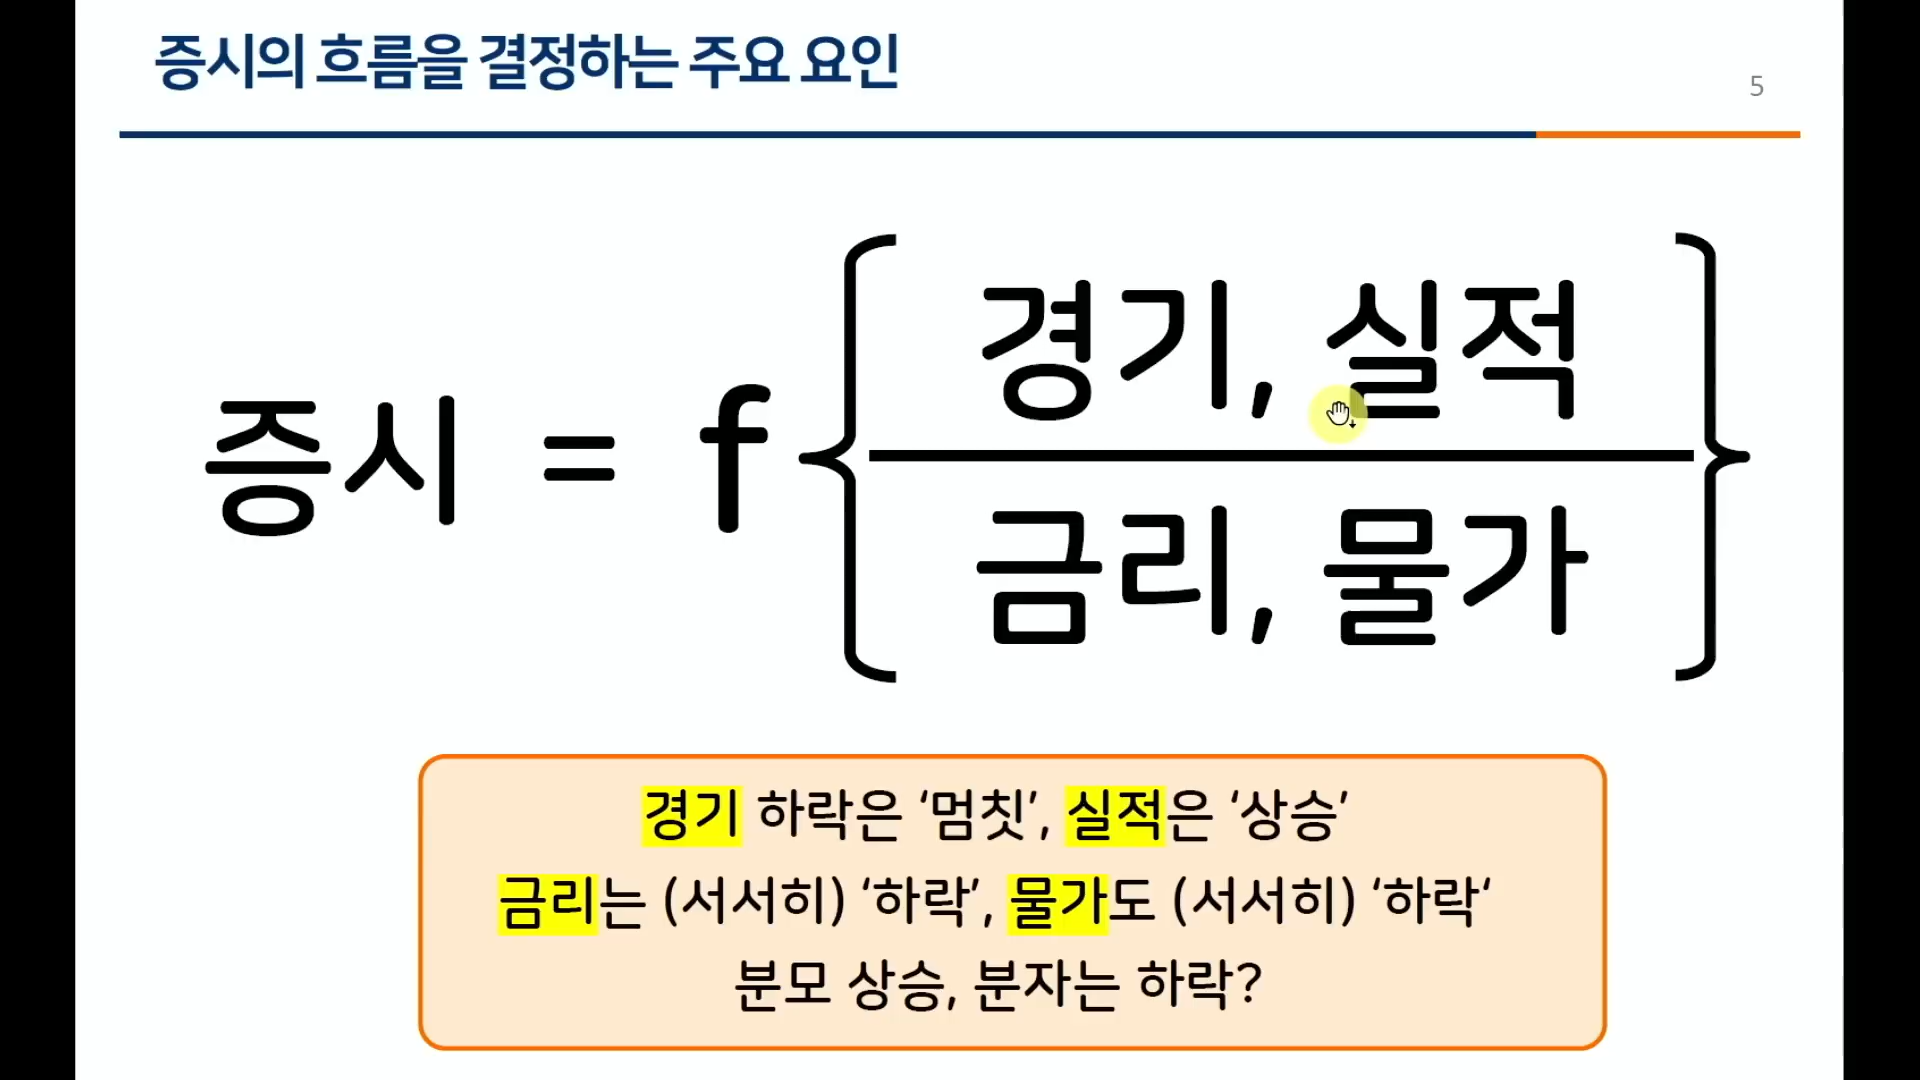 증시의 흐름을 결정하는 주요 요인
5
증시 = f { 경기, 실적
금리, 물가 }
경기 하락은 ‘멈칫’, 실적은 ‘상승’
금리는 (서서히) ‘하락’, 물가도 (서서히) ‘하락‘
분모 상승, 분자는 하락?